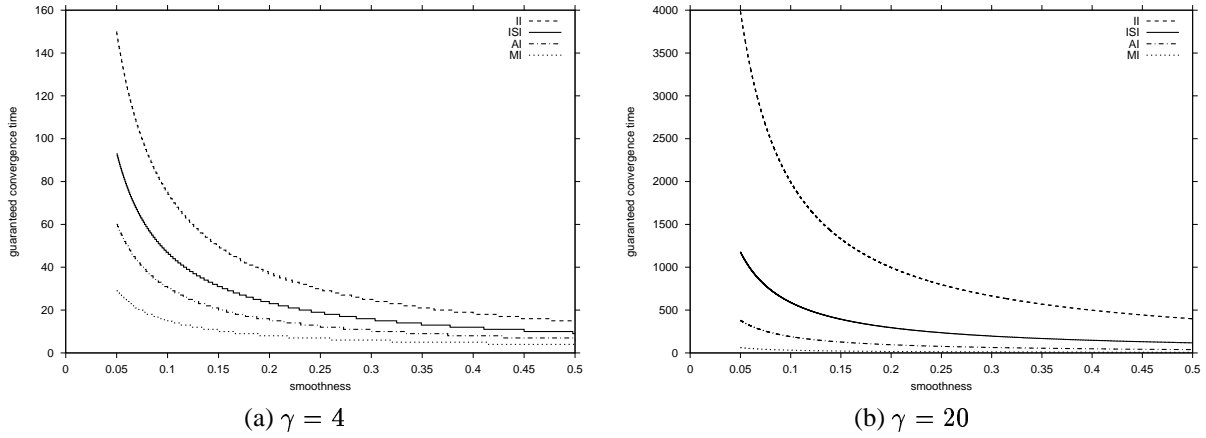 160
140
120
100
80
60
40
20
0
guaranteed convergence time
II
ISI
AI
MI
0 0.05 0.1 0.15 0.2 0.25 0.3 0.35 0.4 0.45 0.5
smoothness
(a) γ = 4
4000
3500
3000
2500
2000
1500
1000
500
0
guaranteed convergence time
II
ISI
AI
MI
0 0.05 0.1 0.15 0.2 0.25 0.3 0.35 0.4 0.45 0.5
smoothness
(b) γ = 20